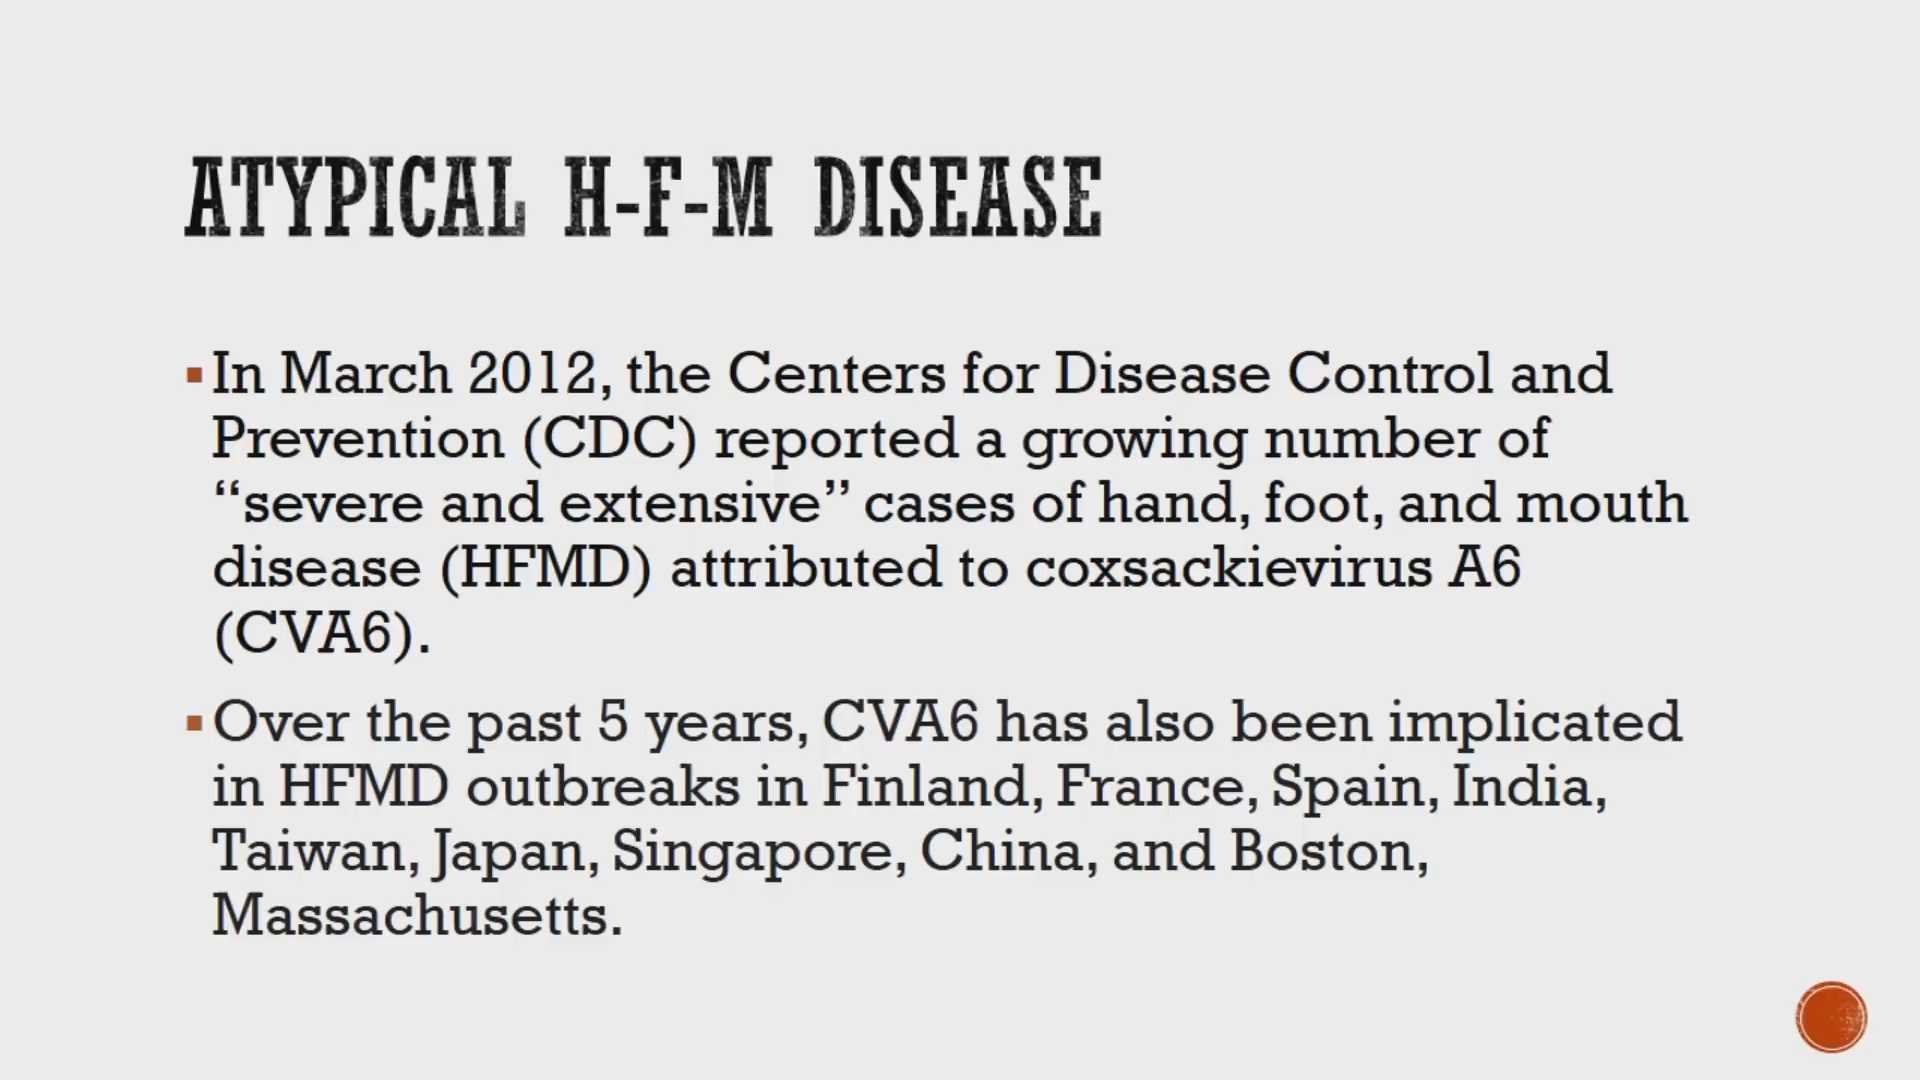 ATYPICAL H-F-M DISEASE
▪In March 2012, the Centers for Disease Control and
Prevention (CDC) reported a growing number of
“severe and extensive” cases of hand, foot, and mouth
disease (HFMD) attributed to coxsackievirus A6
(CVA6).
▪Over the past 5 years, CVA6 has also been implicated
in HFMD outbreaks in Finland, France, Spain, India,
Taiwan, Japan, Singapore, China, and Boston,
Massachusetts.